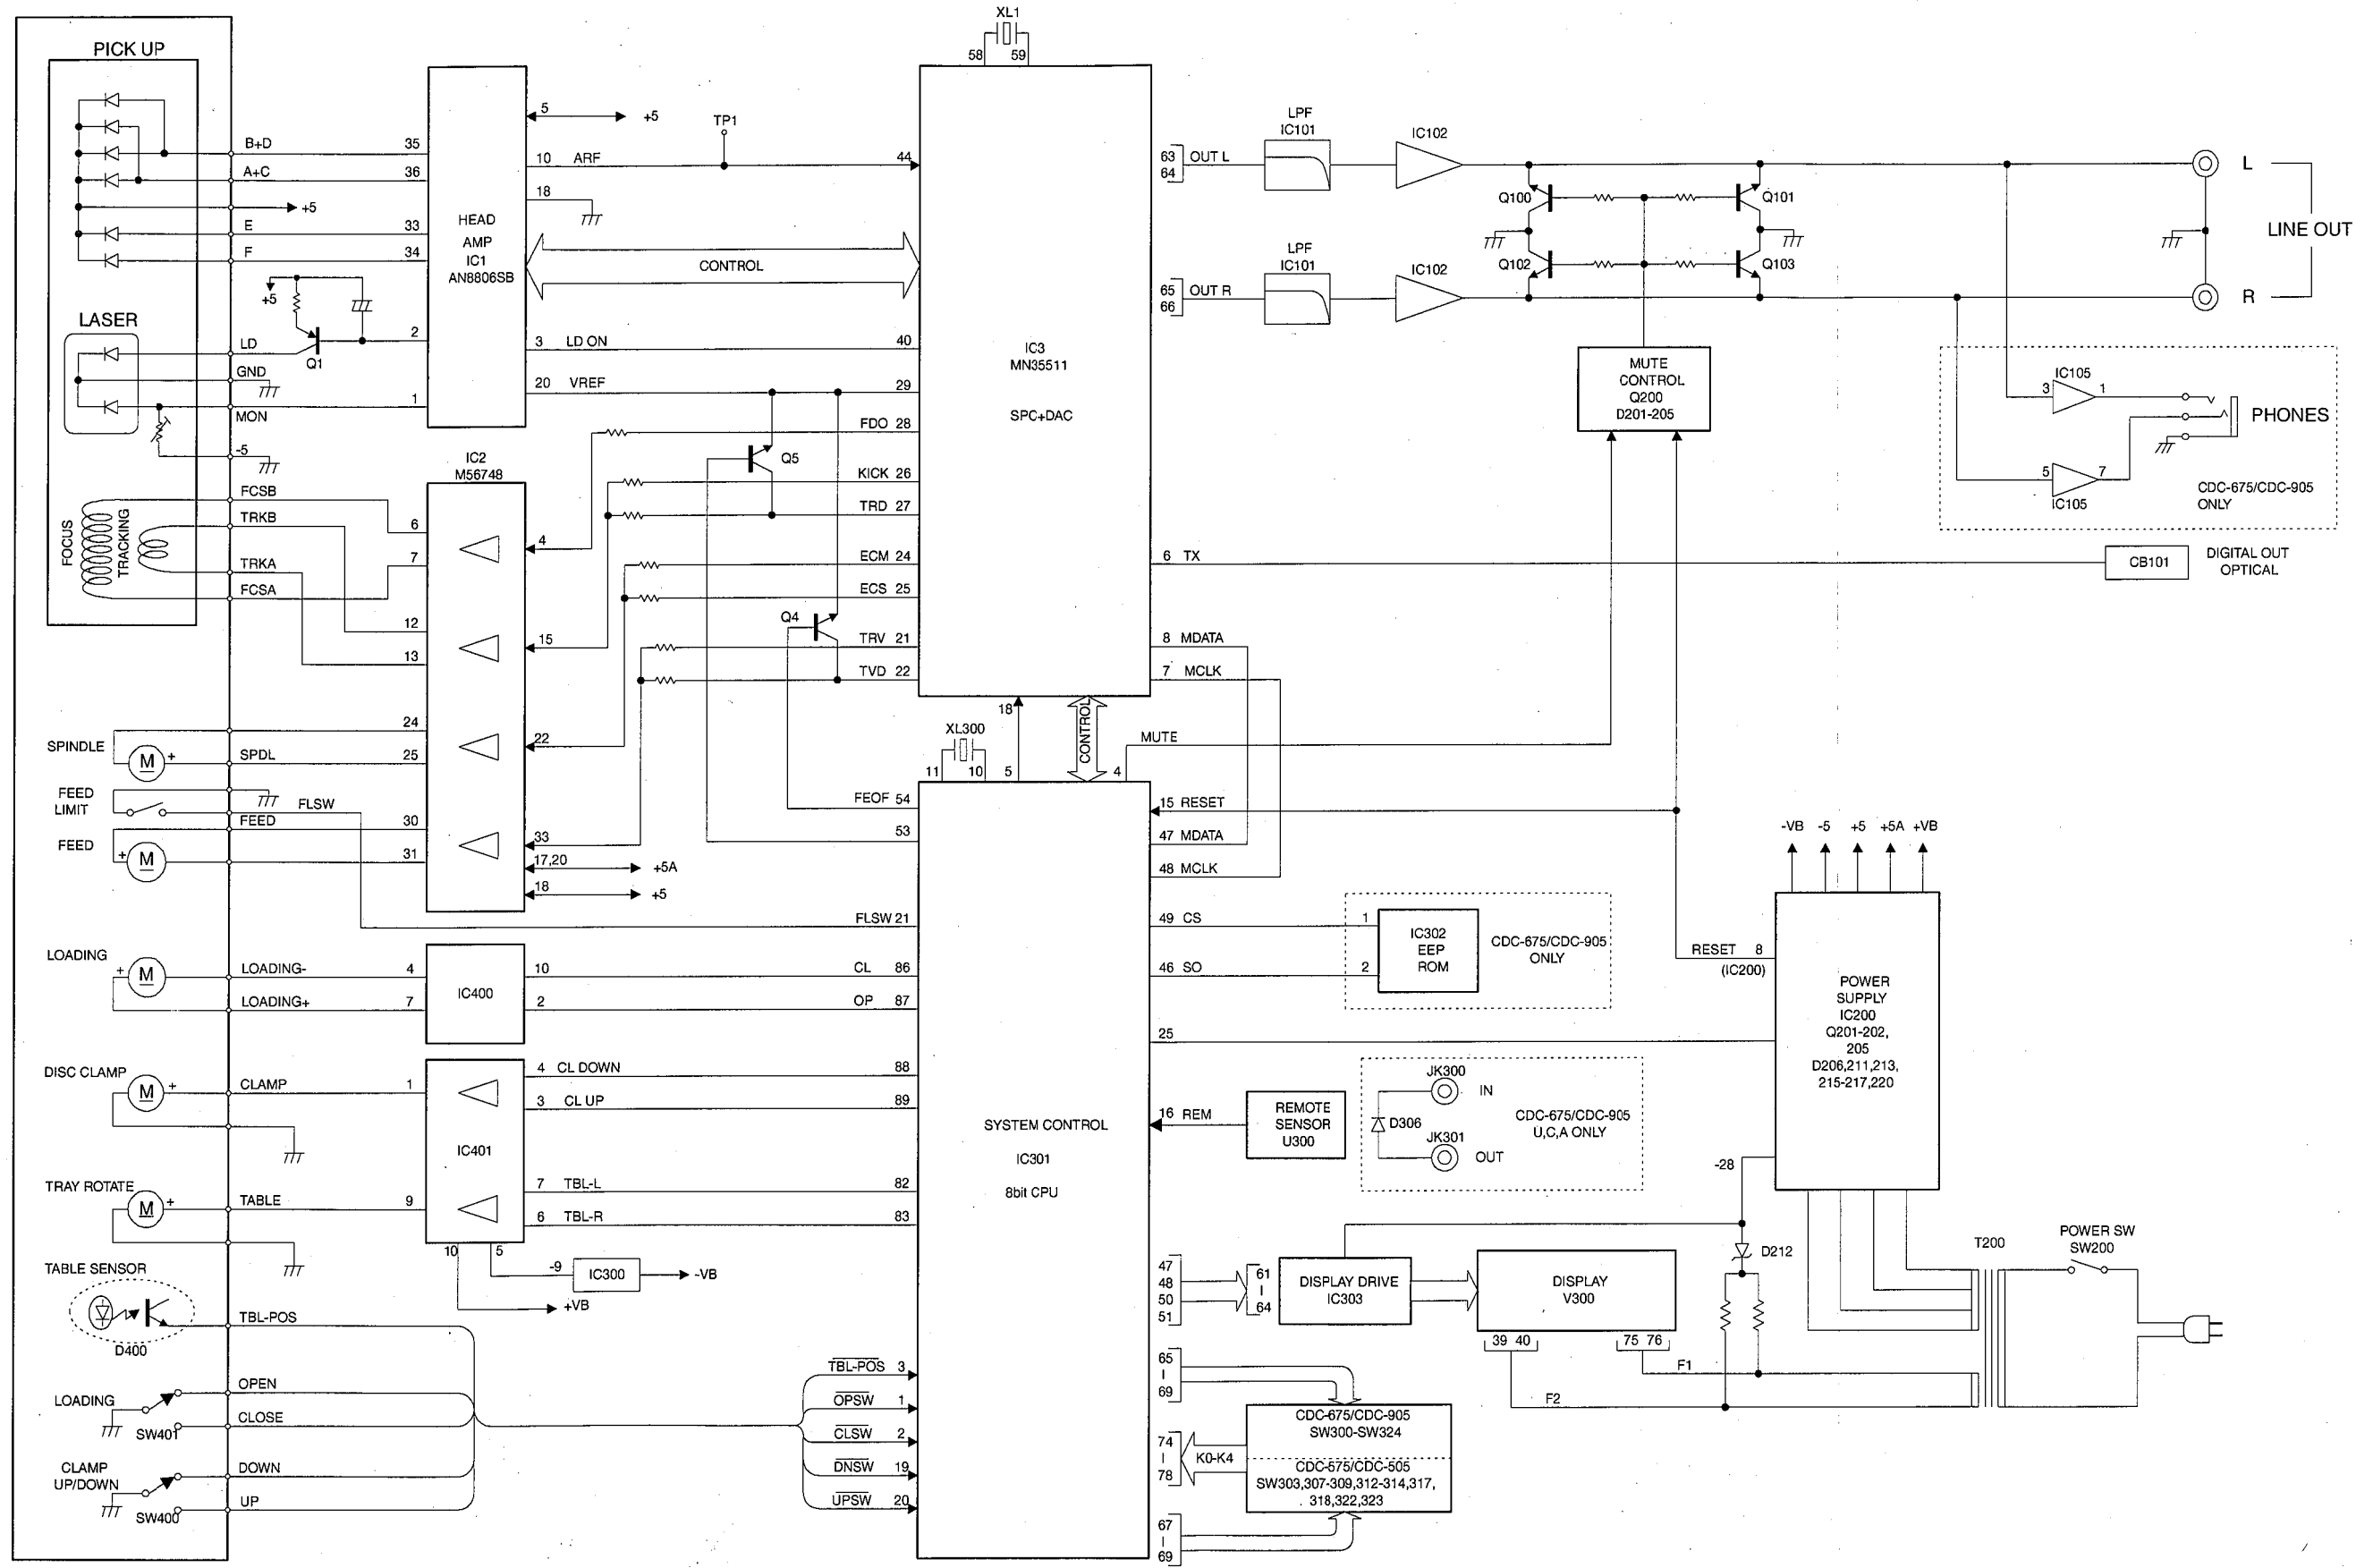 PICK UP
B+D
A+C
+5
E
F
LASER
LD
GND
MON
-5
+5
Q1
35
36
33
34
2
1
HEAD
AMP
IC1
AN8806SB
5
+5
10 ARF
TP1
44
18
CONTROL
3 LD ON
40
20 VREF
29
XL1
58 59
IC3
MN35511
SPC+DAC
FDO 28
KICK 26
TRD 27
ECM 24
ECS 25
TRV 21
TVD 22
Q5
Q4
63
64
OUT L
LPF
IC101
IC102
65
66
OUT R
LPF
IC101
IC102
Q100
Q101
Q102
Q103
L
R
LINE OUT
MUTE
CONTROL
Q200
D201-205
IC105
3
1
5
7
IC105
PHONES
CDC-675/CDC-905
ONLY
6 TX
CB101
DIGITAL OUT
OPTICAL
8 MDATA
7 MCLK
FOCUS
TRACKING
FCSB
TRKB
TRKA
FCSA
IC2
M56748
6
7
12
13
24
25
30
31
4
15
22
33
17,20
+5A
18
+5
SPINDLE
M
+
SPDL
FEED
LIMIT
FLSW
FEED
FEED
+
M
18
CONTROL
XL300
11 10 5 4
MUTE
FEOF 54
53
FLSW 21
15 RESET
47 MDATA
48 MCLK
49 CS
46 SO
1
2
IC302
EEP
ROM
CDC-675/CDC-905
ONLY
25
-VB -5 +5 +5A +VB
RESET 8
(IC200)
POWER
SUPPLY
IC200
Q201-202,
205
D206,211,213,
215-217,220
-28
LOADING
+
M
LOADING-
LOADING+
4
7
IC400
10
2
CL 86
OP 87
DISC CLAMP
M
+
CLAMP
1
IC401
4 CL DOWN
88
3 CL UP
89
TRAY ROTATE
M
+
TABLE
9
7 TBL-L
82
6 TBL-R
83
10
5
-9
IC300
-VB
+VB
SYSTEM CONTROL
IC301
8bit CPU
16 REM
REMOTE
SENSOR
U300
JK300
IN
D306
JK301
OUT
CDC-675/CDC-905
U,C,A ONLY
TABLE SENSOR
TBL-POS
D400
LOADING
OPEN
CLOSE
SW401
CLAMP
UP/DOWN
DOWN
UP
SW400
TBL-POS 3
OPSW 1
CLSW 2
DNSW 19
UPSW 20
47
48
50
51
61
64
DISPLAY DRIVE
IC303
DISPLAY
V300
39 40
75 76
F1
F2
D212
T200
POWER SW
SW200
65
69
74
78
K0-K4
67
69
CDC-675/CDC-905
SW300-SW324
CDC-575/CDC-505
SW303,307-309,312-314,317,
318,322,323